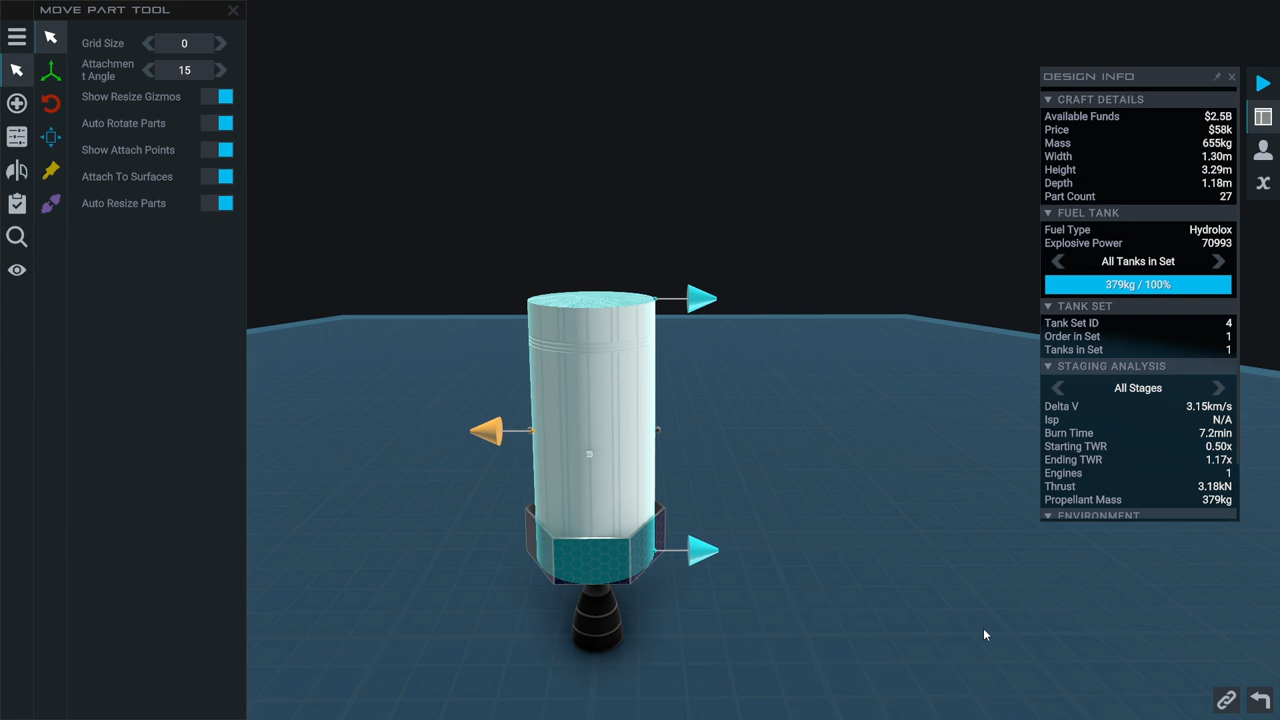 MOVE PART TOOL
Grid Size 0
Attachmen
t Angle 15
Show Resize Gizmos
Auto Rotate Parts
Show Attach Points
Attach To Surfaces
Auto Resize Parts
DESIGN INFO
CRAFT DETAILS
Available Funds $2.5B
Price $58k
Mass 655kg
Width 1.30m
Height 3.29m
Depth 1.18m
Part Count 27
FUEL TANK
Fuel Type Hydrolox
Explosive Power 70993
All Tanks in Set
379kg / 100%
TANK SET
Tank Set ID 4
Order in Set 1
Tanks in Set 1
STAGING ANALYSIS
All Stages
Delta V 3.15km/s
Isp N/A
Burn Time 7.2min
Starting TWR 0.50x
Ending TWR 1.17x
Engines 1
Thrust 3.18kN
Propellant Mass 379kg
ENVIRONMENT